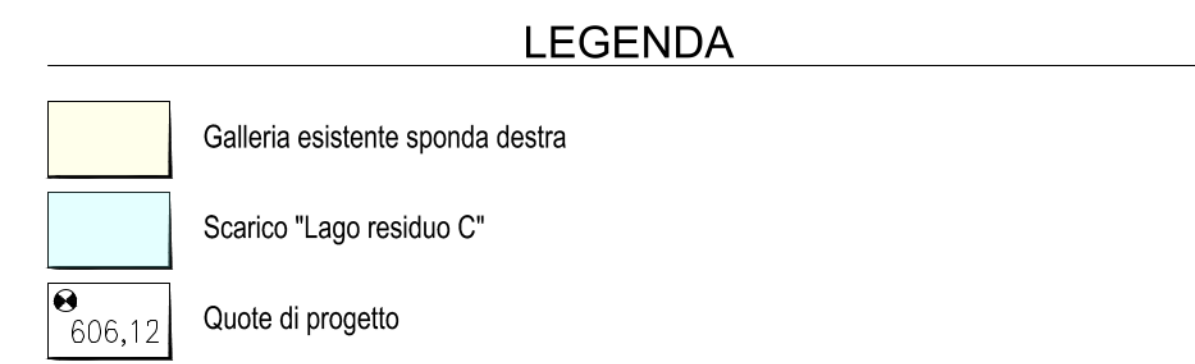 LEGENDA
Galleria esistente sponda destra
Scarico "Lago residuo C"
606,12
Quote di progetto